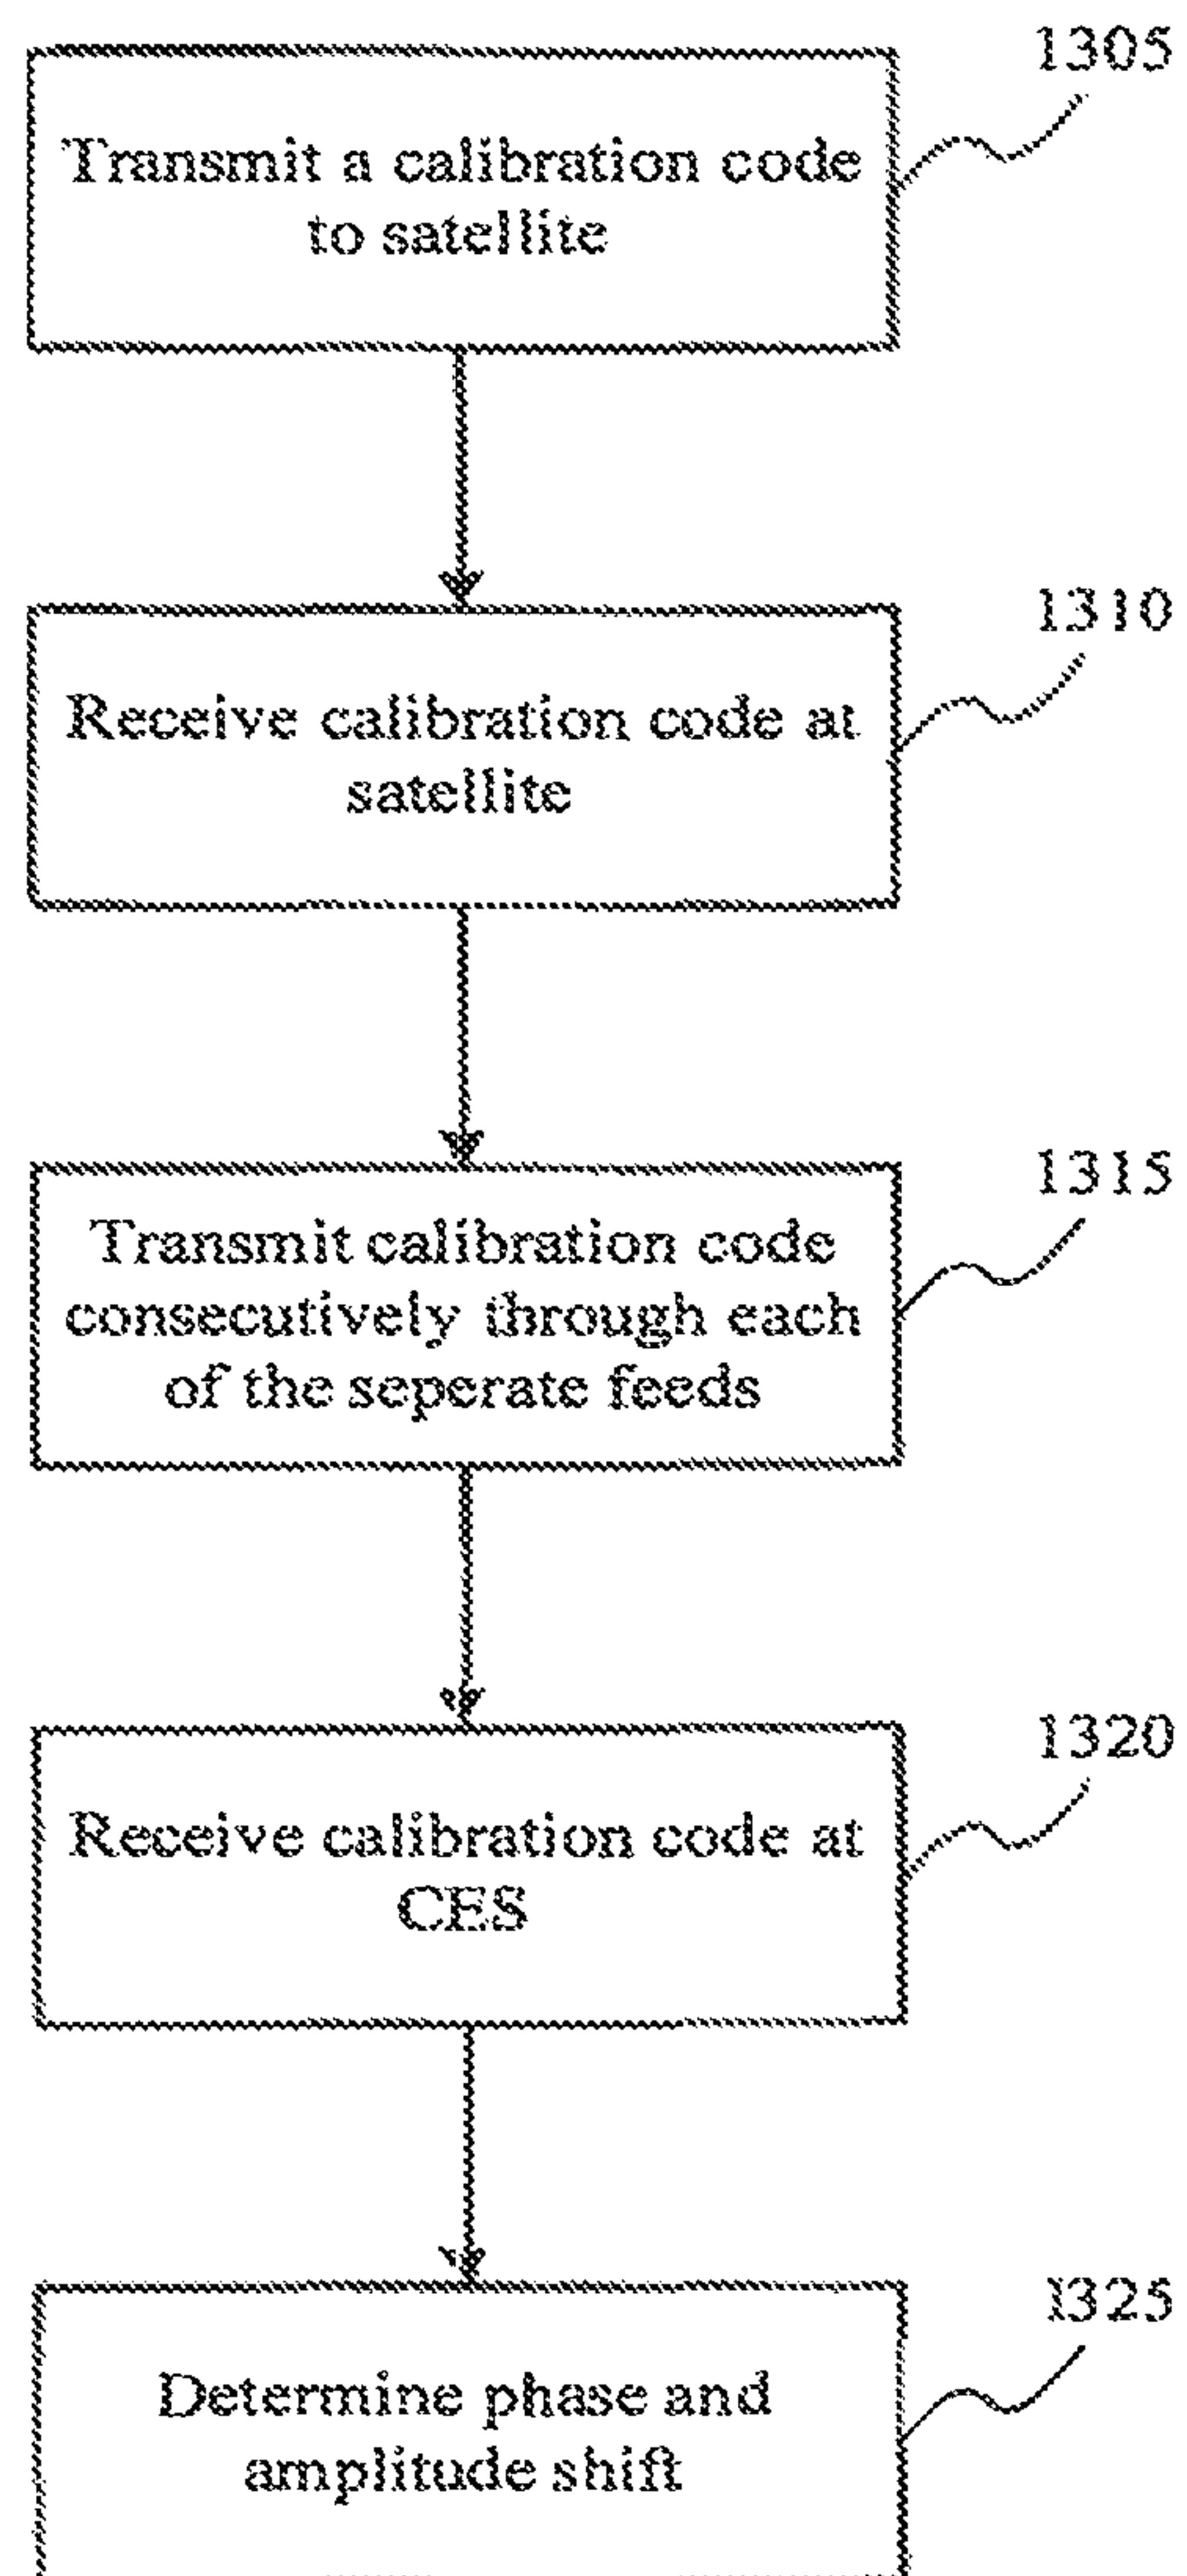 1305
Transmit a calibration code
to satellite
1310
Receive calibration code at
satellite
1315
Transmit calibration code
consecutively through each
of the seperate feeds
1320
Receive calibration code at
CES
1325
Determine phase and
amplitude shift